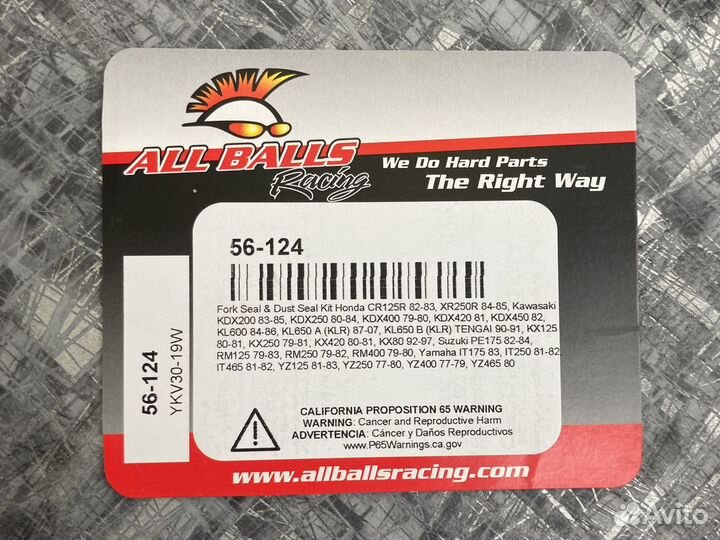 ALL BALLS
Racing
We Do Hard Parts
The Right Way
56-124
Fork Seal & Dust Seal Kit Honda CR125R 82-83, XR250R 84-85, Kawasaki
KDX200 83-85, KDX250 80-84, KDX400 79-80, KDX420 81, KDX450 82,
KL600 84-86, KL650 A (KLR) 87-07, KL650 B (KLR) TENGAI 90-91, KX125
80-81, KX250 79-81, KX420 80-81, KX80 92-97, Suzuki PE175 82-84,
RM125 79-83, RM250 79-82, RM400 79-80, Yamaha IT175 83, IT250 81-82,
IT465 81-82, YZ125 81-83, YZ250 77-80, YZ400 77-79, YZ465 80
CALIFORNIA PROPOSITION 65 WARNING
WARNING: Cancer and Reproductive Harm
ADVERTENCIA: Cáncer y Daños Reproductivos
www.P65Warnings.ca.gov
56-124
YKV30-19W
www.allballsracing.com
Avito